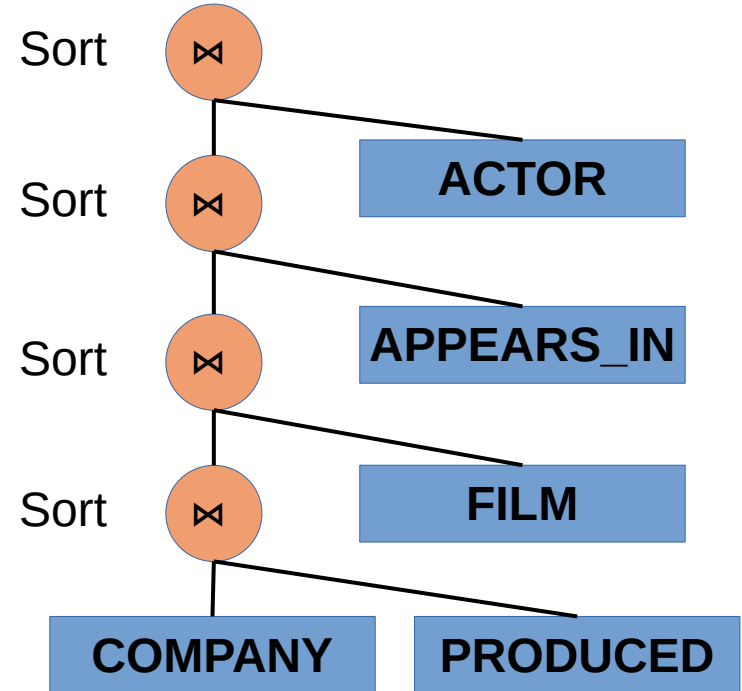 Sort ⋈
ACTOR
Sort ⋈
APPEARS_IN
Sort ⋈
FILM
Sort ⋈
COMPANY PRODUCED